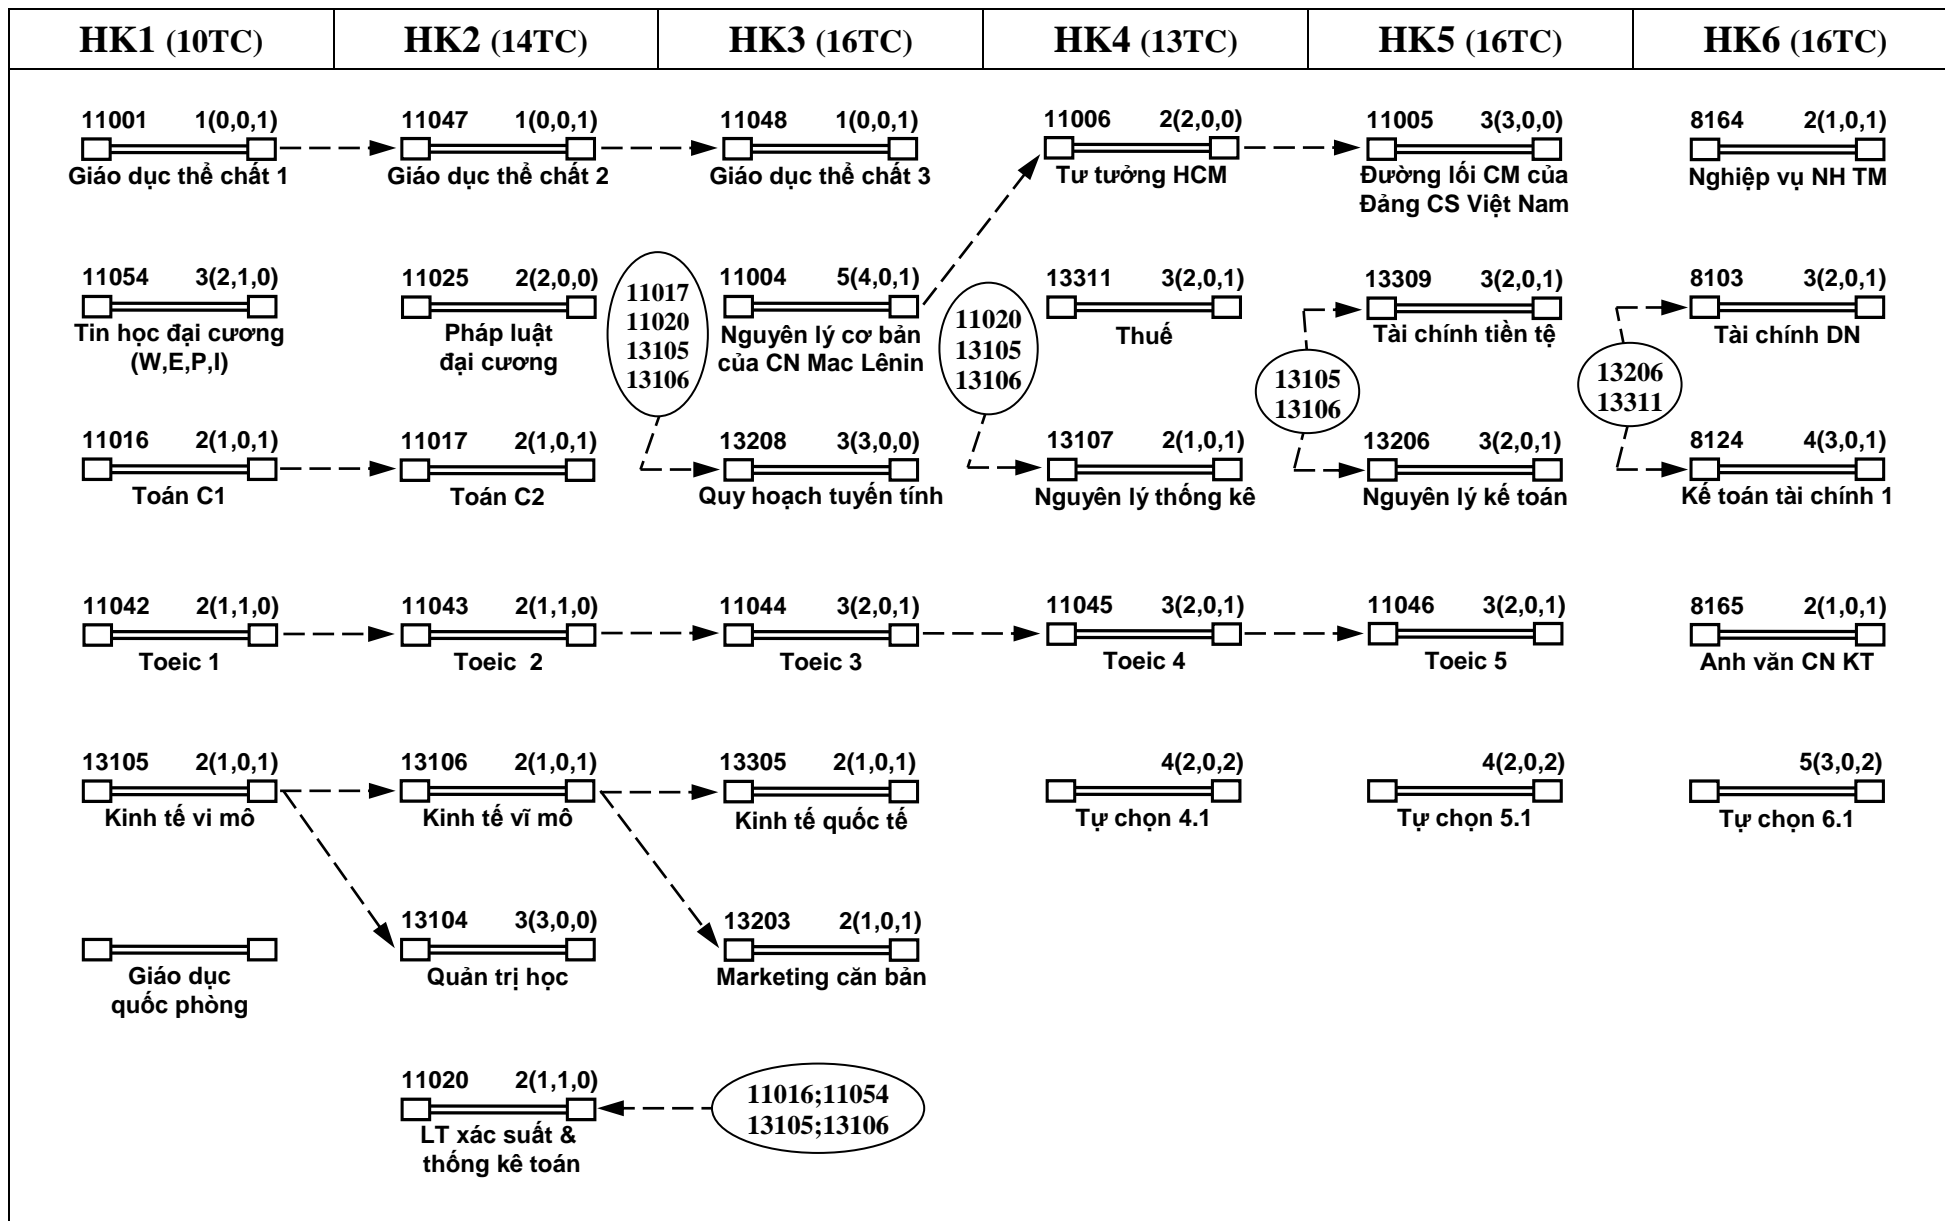 HK1 (10TC)
HK2 (14TC)
HK3 (16TC)
HK4 (13TC)
HK5 (16TC)
HK6 (16TC)
11001 1(0,0,1)
Giáo dục thể chất 1
11047 1(0,0,1)
Giáo dục thể chất 2
11048 1(0,0,1)
Giáo dục thể chất 3
11006 2(2,0,0)
Tư tưởng HCM
11005 3(3,0,0)
Đường lối CM của
Đảng CS Việt Nam
8164 2(1,0,1)
Nghiệp vụ NH TM
11054 3(2,1,0)
Tin học đại cương
(W,E,P,I)
11025 2(2,0,0)
Pháp luật
đại cương
11017
11020
13105
13106
11004 5(4,0,1)
Nguyên lý cơ bản
của CN Mac Lênin
11020
13105
13106
13311 3(2,0,1)
Thuế
13105
13106
13309 3(2,0,1)
Tài chính tiền tệ
13206
13311
8103 3(2,0,1)
Tài chính DN
11016 2(1,0,1)
Toán C1
11017 2(1,0,1)
Toán C2
13208 3(3,0,0)
Quy hoạch tuyến tính
13107 2(1,0,1)
Nguyên lý thống kê
13206 3(2,0,1)
Nguyên lý kế toán
8124 4(3,0,1)
Kế toán tài chính 1
11042 2(1,1,0)
Toeic 1
11043 2(1,1,0)
Toeic 2
11044 3(2,0,1)
Toeic 3
11045 3(2,0,1)
Toeic 4
11046 3(2,0,1)
Toeic 5
8165 2(1,0,1)
Anh văn CN KT
13105 2(1,0,1)
Kinh tế vi mô
13106 2(1,0,1)
Kinh tế vĩ mô
13305 2(1,0,1)
Kinh tế quốc tế
4(2,0,2)
Tự chọn 4.1
4(2,0,2)
Tự chọn 5.1
5(3,0,2)
Tự chọn 6.1
Giáo dục
quốc phòng
13104 3(3,0,0)
Quản trị học
13203 2(1,0,1)
Marketing căn bản
11020 2(1,1,0)
LT xác suất &
thống kê toán
11016;11054
13105;13106